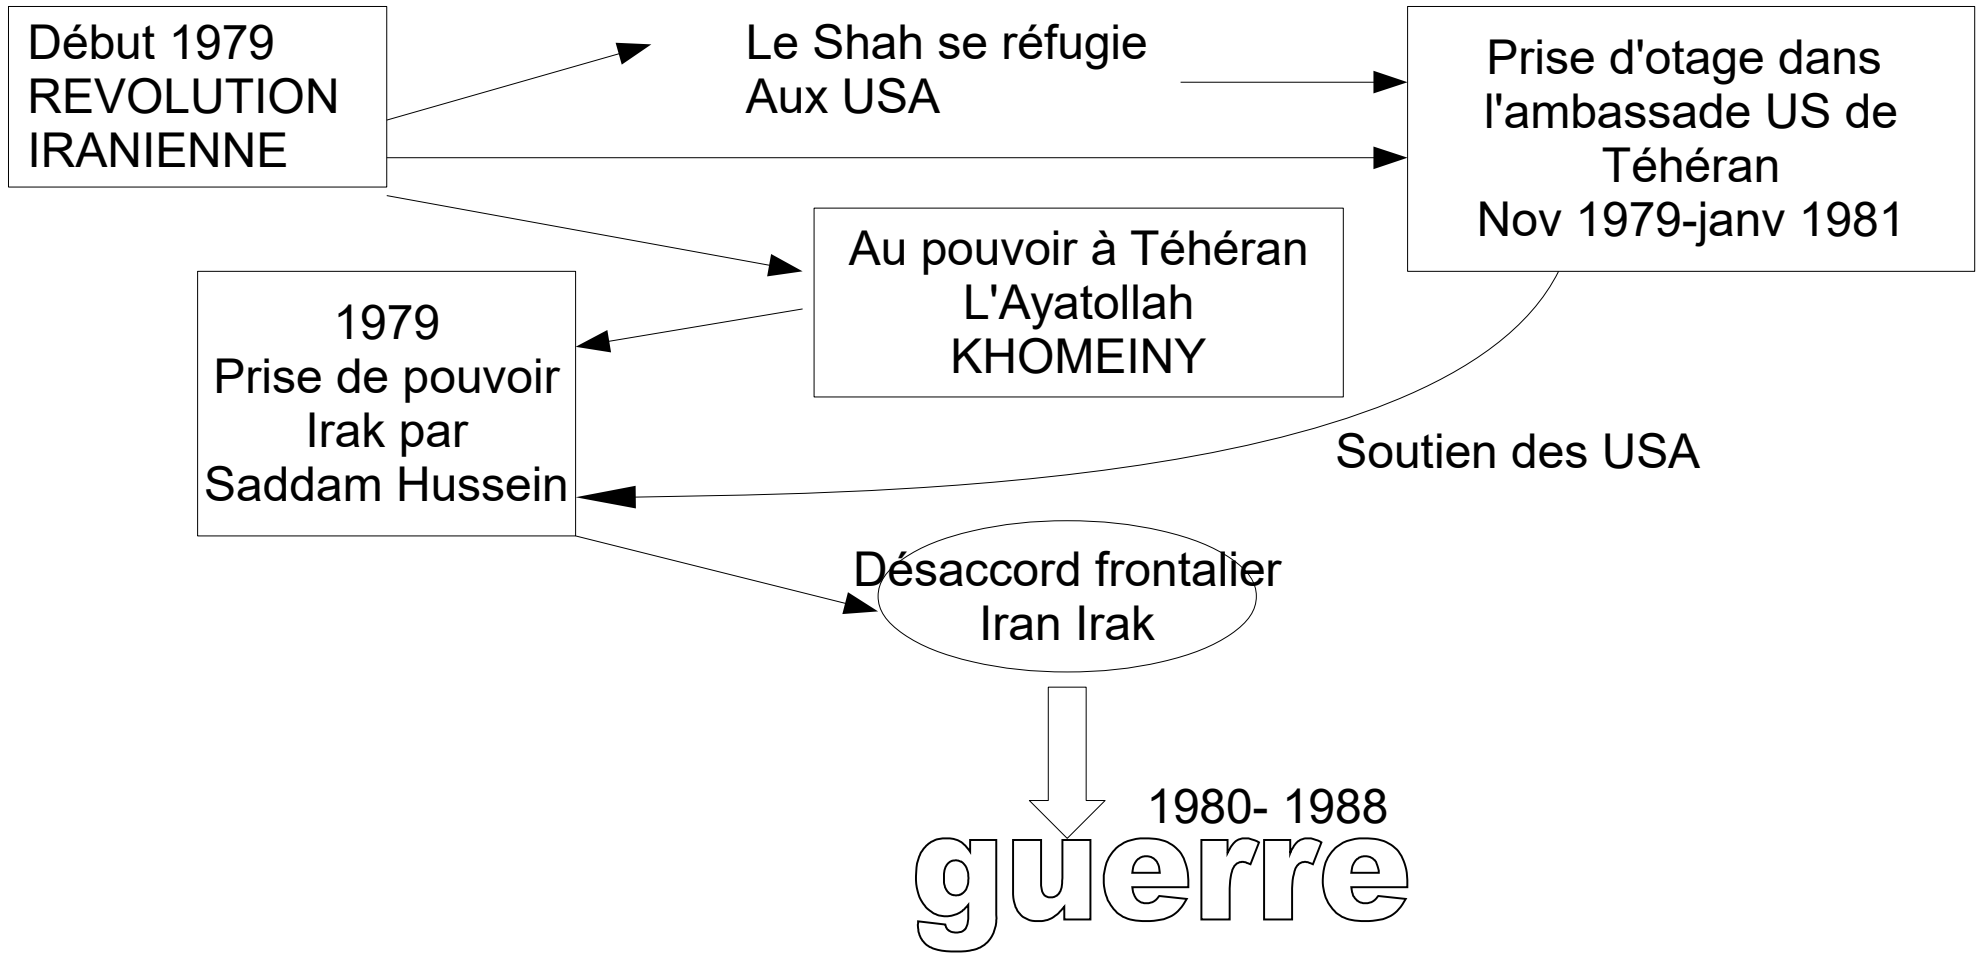 Début 1979
REVOLUTION
IRANIENNE
Le Shah se réfugie
Aux USA
Prise d'otage dans
l'ambassade US de
Téhéran
Nov 1979-janv 1981
Au pouvoir à Téhéran
L'Ayatollah
KHOMEINY
1979
Prise de pouvoir
Irak par
Saddam Hussein
Soutien des USA
Désaccord frontalier
Iran Irak
1980- 1988
guerre